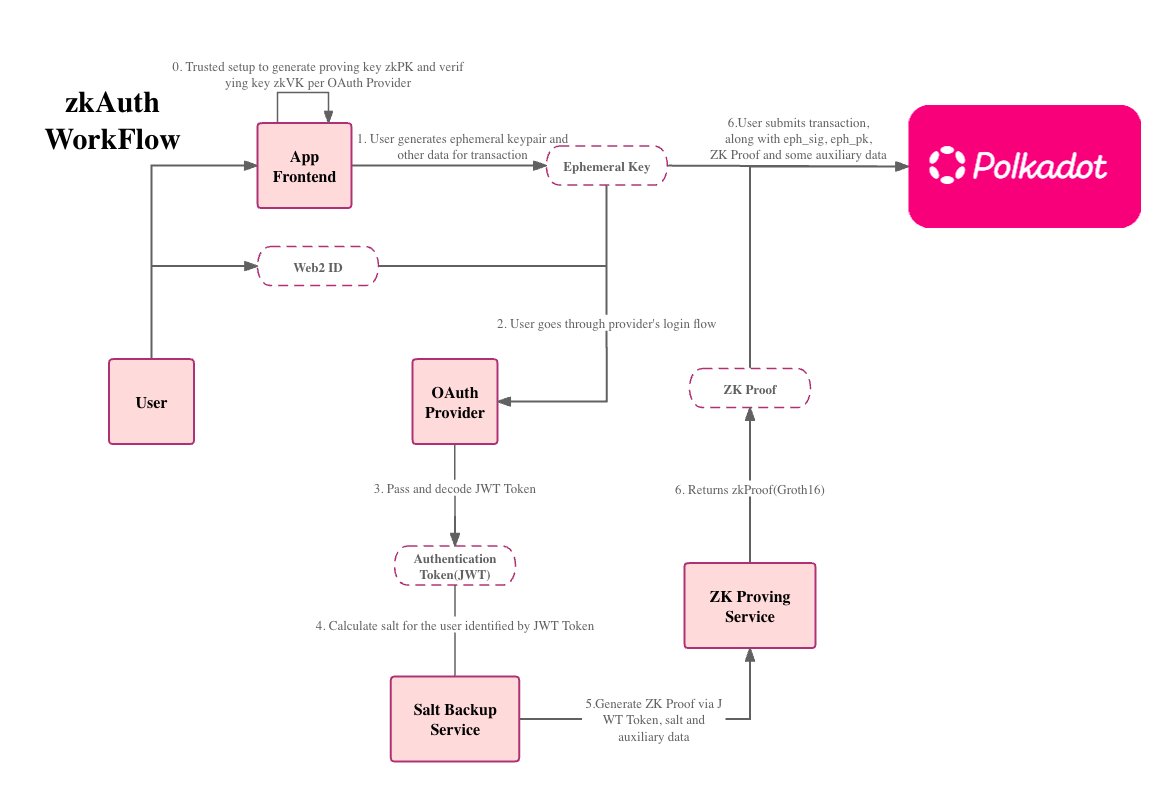 0. Trusted setup to generate proving key zkPK and verif
ying key zkVK per OAuth Provider
zkAuth
WorkFlow
App
Frontend
1. User generates ephemeral keypair and
other data for transaction
Ephemeral Key
6.User submits transaction,
along with eph_sig, eph_pk,
ZK Proof and some auxiliary data
Polkadot
Web2 ID
2. User goes through provider's login flow
User
OAuth
Provider
ZK Proof
3. Pass and decode JWT Token
6. Returns zkProof(Groth16)
Authentication
Token(JWT)
ZK Proving
Service
4. Calculate salt for the user identified by JWT Token
Salt Backup
Service
5.Generate ZK Proof via J
WT Token, salt and
auxiliary data